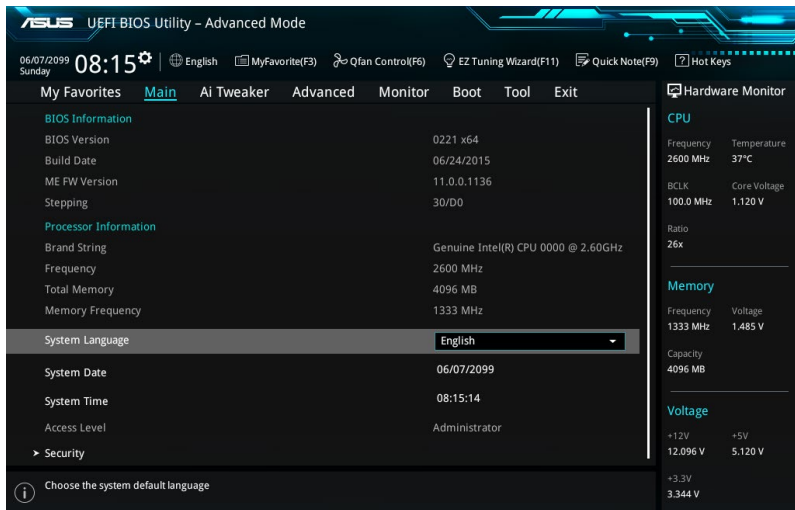 ASUS UEFI BIOS Utility – Advanced Mode
06/07/2099
Sunday
08:15
English
MyFavorite(F3)
Qfan Control(F6)
EZ Tuning Wizard(F11)
Quick Note(F9)
? Hot Keys
My Favorites Main Ai Tweaker Advanced Monitor Boot Tool Exit
Hardware Monitor
BIOS Information
BIOS Version 0221 x64
Build Date 06/24/2015
ME FW Version 11.0.0.1136
Stepping 30/D0
Processor Information
Brand String Genuine Intel(R) CPU 0000 @ 2.60GHz
Frequency 2600 MHz
Total Memory 4096 MB
Memory Frequency 1333 MHz
System Language English
System Date 06/07/2099
System Time 08:15:14
Access Level Administrator
Security
Choose the system default language
CPU
Frequency Temperature
2600 MHz 37°C
BCLK Core Voltage
100.0 MHz 1.120 V
Ratio
26x
Memory
Frequency Voltage
1333 MHz 1.485 V
Capacity
4096 MB
Voltage
+12V +5V
12.096 V 5.120 V
+3.3V
3.344 V